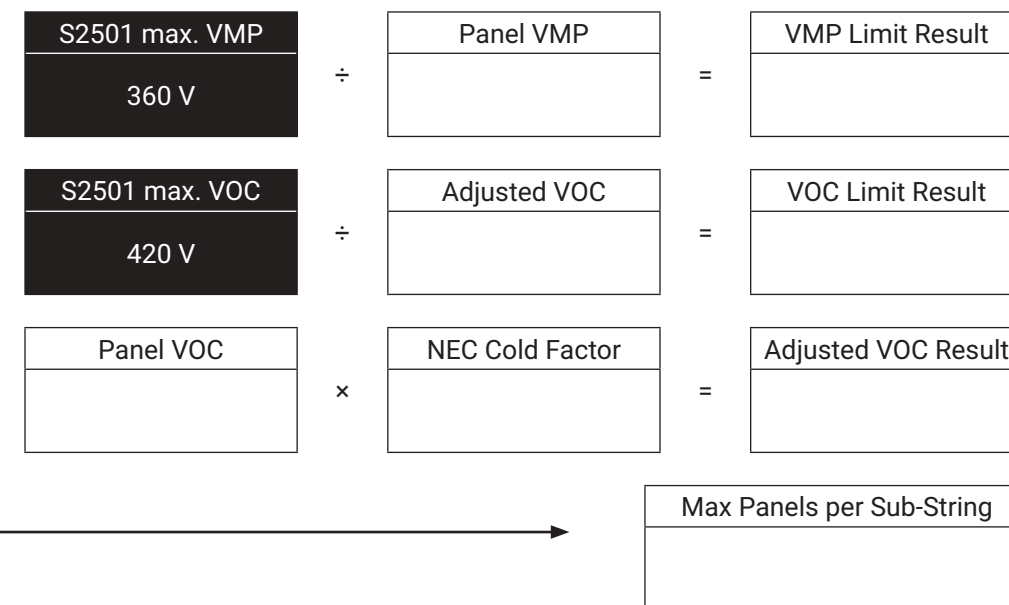 S2501 max. VMP ÷ Panel VMP = VMP Limit Result
360 V
S2501 max. VOC ÷ Adjusted VOC = VOC Limit Result
420 V
Panel VOC × NEC Cold Factor = Adjusted VOC Result
Max Panels per Sub-String